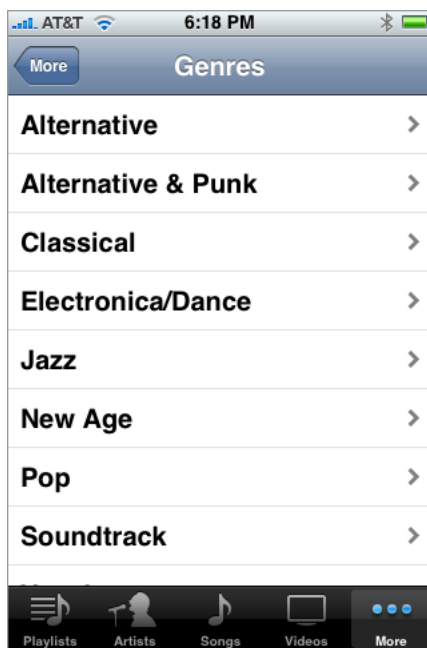 AT&T 6:18 PM
More Genres
Alternative
Alternative & Punk
Classical
Electronica/Dance
Jazz
New Age
Pop
Soundtrack
Playlists Artists Songs Videos More